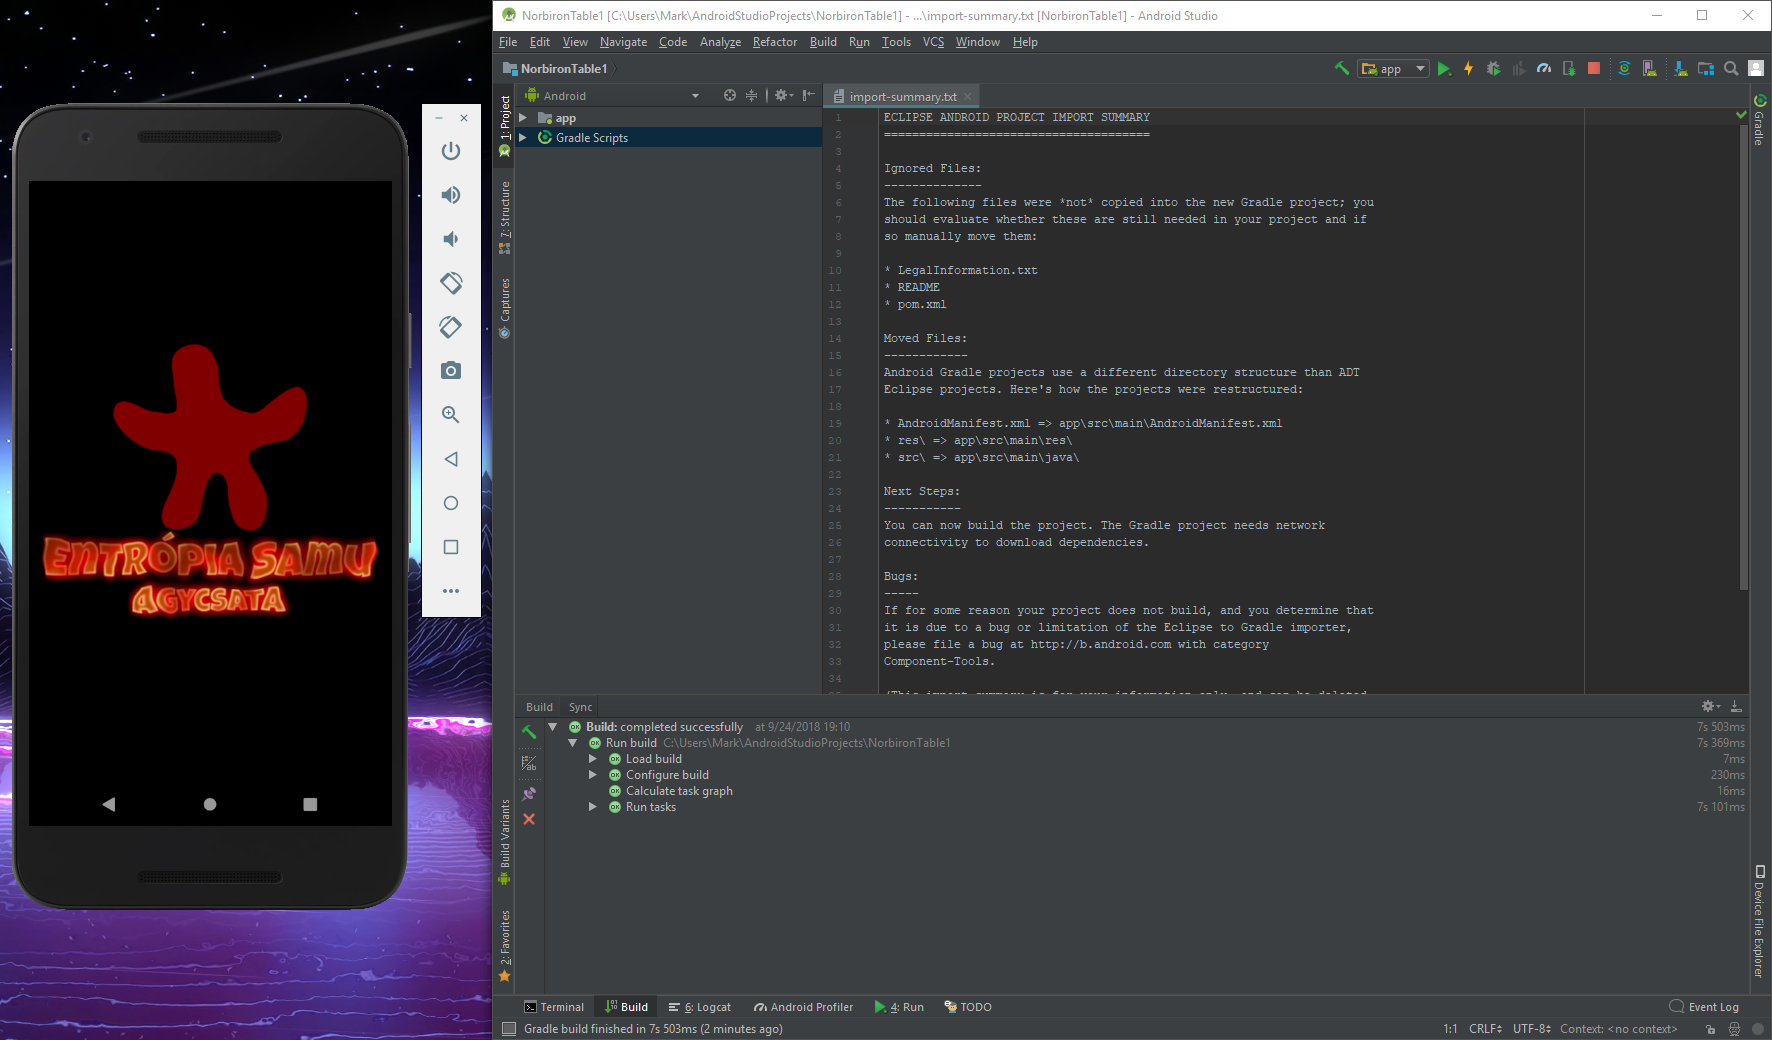 NorbironTable1 [C:\Users\Mark\AndroidStudioProjects\NorbironTable1] - ...\import-summary.txt [NorbironTable1] - Android Studio
File Edit View Navigate Code Analyze Refactor Build Run Tools VCS Window Help
NorbironTable1
app
Android
import-summary.txt
app
Gradle Scripts
1: Project
7: Structure
Captures
Build Variants
2: Favorites
Gradle
Device File Explorer
1 ECLIPSE ANDROID PROJECT IMPORT SUMMARY
2 ======================================
3
4 Ignored Files:
5 --------------
6 The following files were *not* copied into the new Gradle project; you
7 should evaluate whether these are still needed in your project and if
8 so manually move them:
9
10 * LegalInformation.txt
11 * README
12 * pom.xml
13
14 Moved Files:
15 ------------
16 Android Gradle projects use a different directory structure than ADT
17 Eclipse projects. Here's how the projects were restructured:
18
19 * AndroidManifest.xml => app\src\main\AndroidManifest.xml
20 * res\ => app\src\main\res\
21 * src\ => app\src\main\java\
22
23 Next Steps:
24 -----------
25 You can now build the project. The Gradle project needs network
26 connectivity to download dependencies.
27
28 Bugs:
29 -----
30 If for some reason your project does not build, and you determine that
31 it is due to a bug or limitation of the Eclipse to Gradle importer,
32 please file a bug at http://b.android.com with category
33 Component-Tools.
34
ENTRÓPIA SAMU
AGYCSATA
Build Sync
Build: completed successfully at 9/24/2018 19:10 7s 503ms
Run build C:\Users\Mark\AndroidStudioProjects\NorbironTable1 7s 369ms
Load build 7ms
Configure build 230ms
Calculate task graph 16ms
Run tasks 7s 101ms
Terminal Build 6: Logcat Android Profiler 4: Run TODO Event Log
Gradle build finished in 7s 503ms (2 minutes ago) 1:1 CRLF UTF-8 Context: <no context>